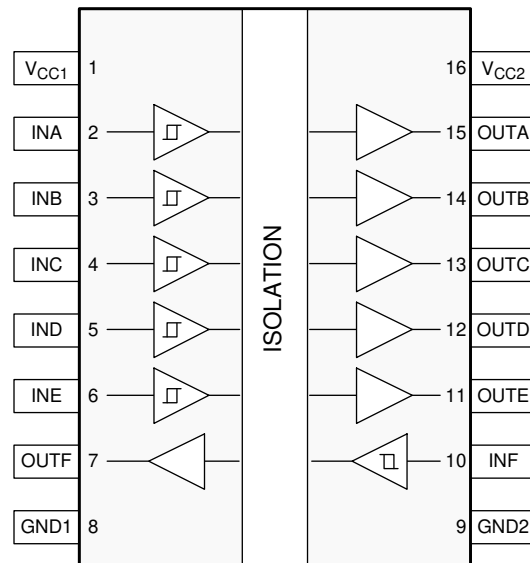 VCC1 1 16 VCC2
INA 2 15 OUTA
INB 3 14 OUTB
INC 4 13 OUTC
IND 5 12 OUTD
INE 6 11 OUTE
OUTF 7 10 INF
GND1 8 9 GND2
ISOLATION